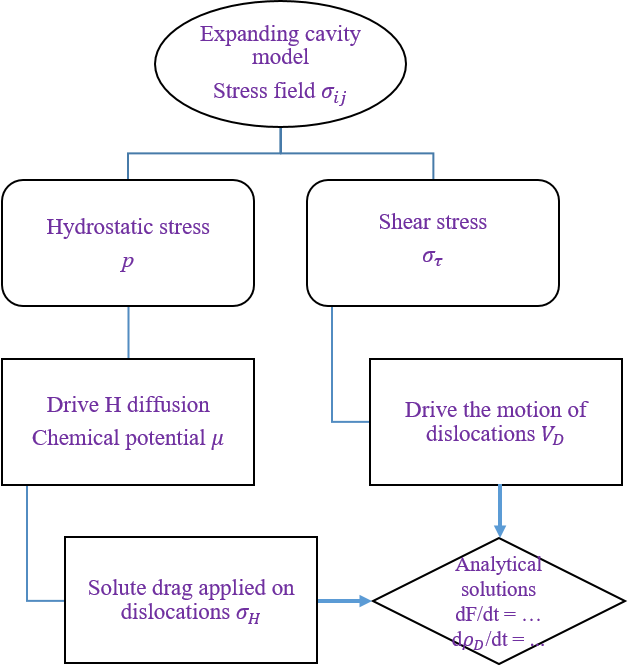 Expanding cavity
model
Stress field σᵢⱼ
Hydrostatic stress
p
Shear stress
σ_τ
Drive H diffusion
Chemical potential μ
Drive the motion of
dislocations V_D
Solute drag applied on
dislocations σ_H
Analytical
solutions
dF/dt = …
dρ_D/dt = ...